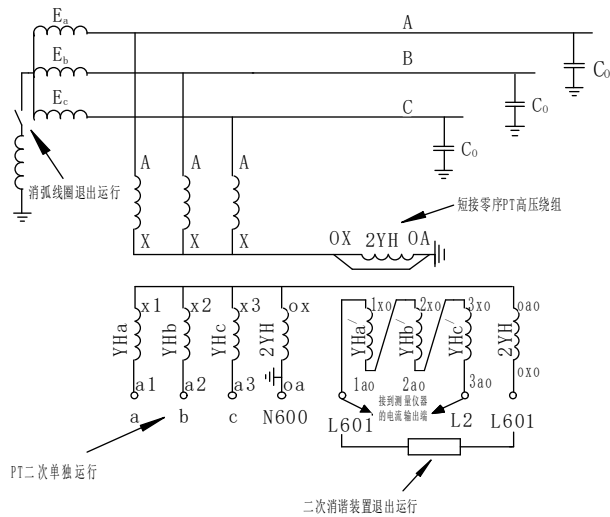 Ea
A
Eb
B
Ec
C
C0
C0
C0
消弧线圈退出运行
A
A
A
短接零序PT高压绕组
X
X
X
OX
2YH
OA
x1
x2
x3
ox
1xo
2xo
3xo
oao
YHa
YHb
YHc
2YH
YHa′
YHb′
YHc′
2YH
oxo
a1
a2
a3
oa
1ao
2ao
3ao
接到测量仪器
的电流输出端
a
b
c
N600
L601
L2
L601
PT二次单独运行
二次消谐装置退出运行